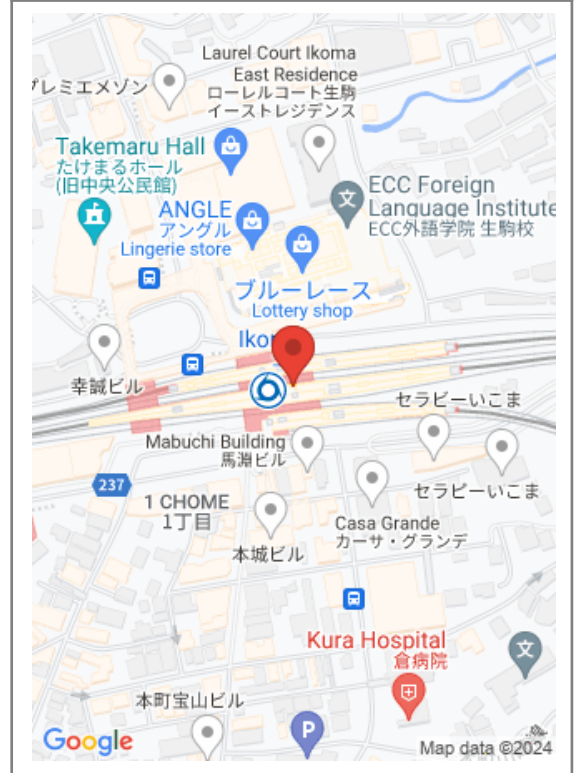 Laurel Court Ikoma
East Residence
ローレルコート生駒
イーストレジデンス
プレミエメゾン
Takemaru Hall
たけまるホール
(旧中央公民館)
ECC Foreign
Language Institute
ECC外語学院 生駒校
ANGLE
アングル
Lingerie store
ブルーレース
Lottery shop
Iko
幸誠ビル
セラビーいこま
Mabuchi Building
馬淵ビル
237
セラビーいこま
1 CHOME
1丁目
Casa Grande
カーサ・グランデ
本城ビル
Kura Hospital
倉病院
文
文
本町宝山ビル
P
Google
Map data ©2024